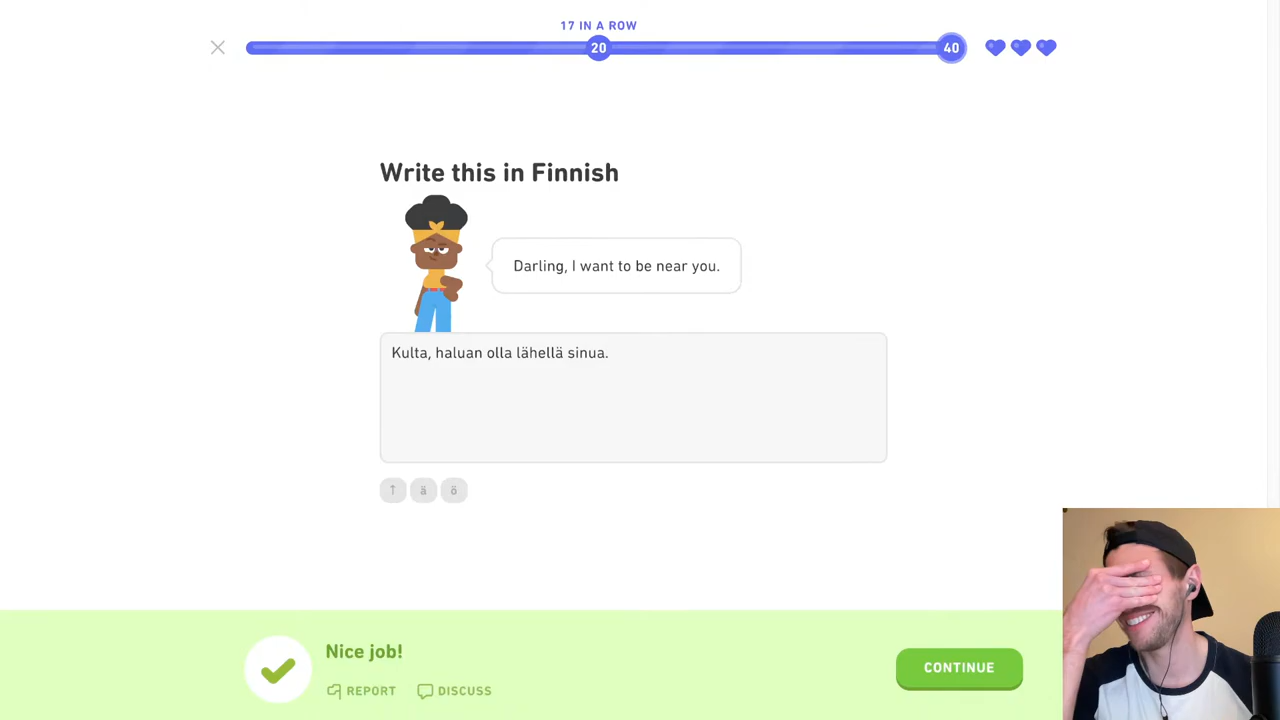 17 IN A ROW
20
40
Write this in Finnish
Darling, I want to be near you.
Kulta, haluan olla lähellä sinua.
↑ ä ö
Nice job!
REPORT DISCUSS
CONTINUE